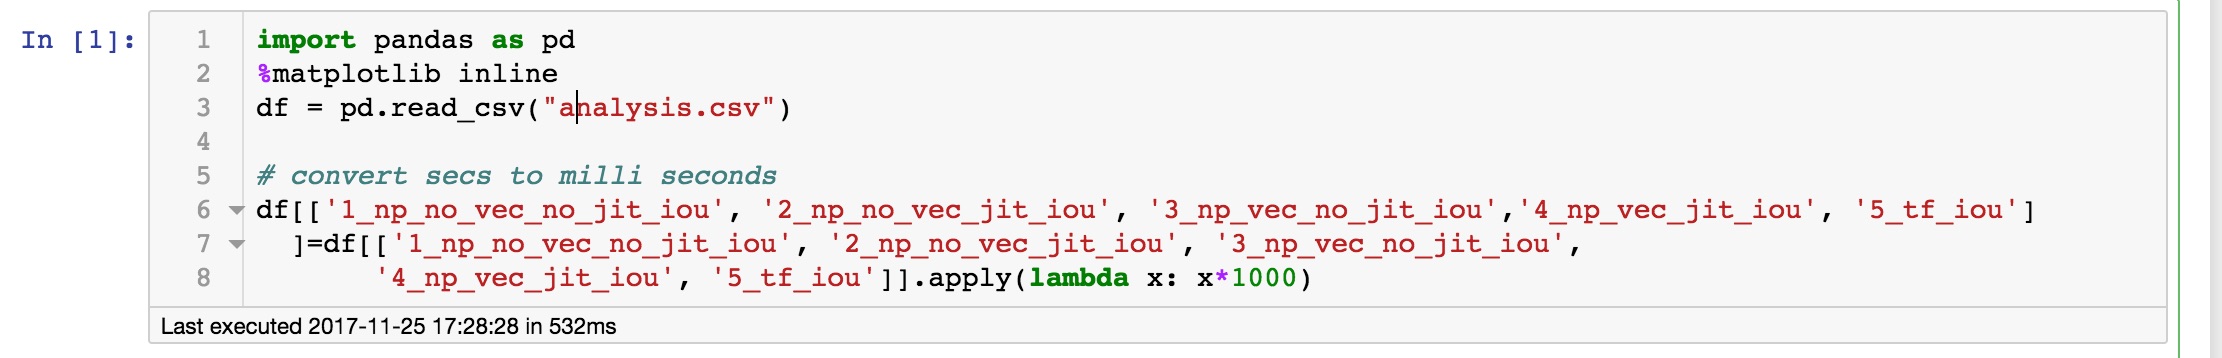 In [1]:
1 import pandas as pd
2 %matplotlib inline
3 df = pd.read_csv("analysis.csv")
4
5 # convert secs to milli seconds
6 df[['1_np_no_vec_no_jit_iou', '2_np_no_vec_jit_iou', '3_np_vec_no_jit_iou','4_np_vec_jit_iou', '5_tf_iou']
7   ]=df[['1_np_no_vec_no_jit_iou', '2_np_no_vec_jit_iou', '3_np_vec_no_jit_iou',
8        '4_np_vec_jit_iou', '5_tf_iou']].apply(lambda x: x*1000)
Last executed 2017-11-25 17:28:28 in 532ms